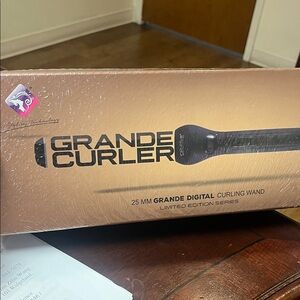 GRANDE
CURLER
25 MM GRANDE DIGITAL CURLING WAND
LIMITED EDITION SERIES